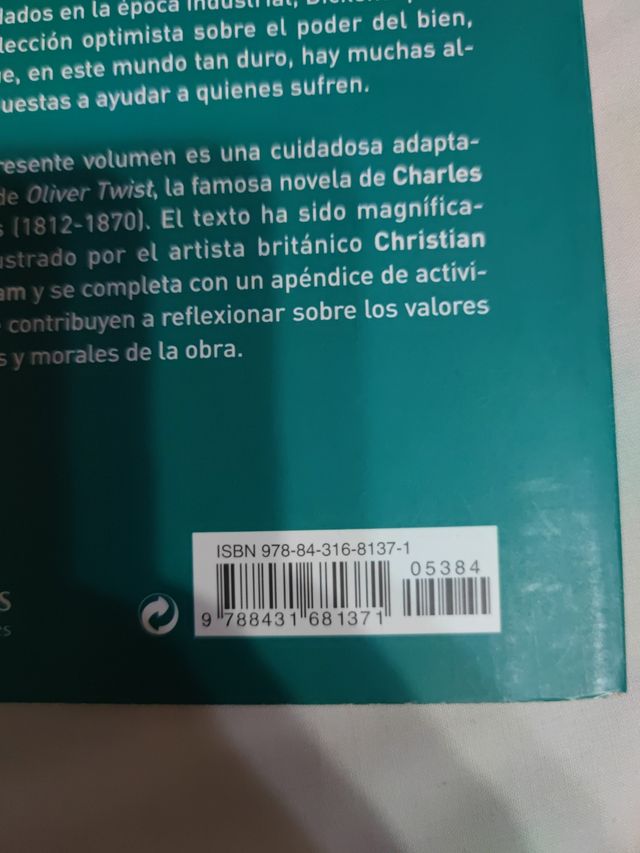 en la época industrial,
lección optimista sobre el poder del bien,
e, en este mundo tan duro, hay muchas al-
uestas a ayudar a quienes sufren.
resente volumen es una cuidadosa adapta-
de Oliver Twist, la famosa novela de Charles
s (1812-1870). El texto ha sido magnífica-
ustrado por el artista británico Christian
am y se completa con un apéndice de activi-
contribuyen a reflexionar sobre los valores
s y morales de la obra.
ISBN 978-84-316-8137-1
05384
9 788431 681371
s
es